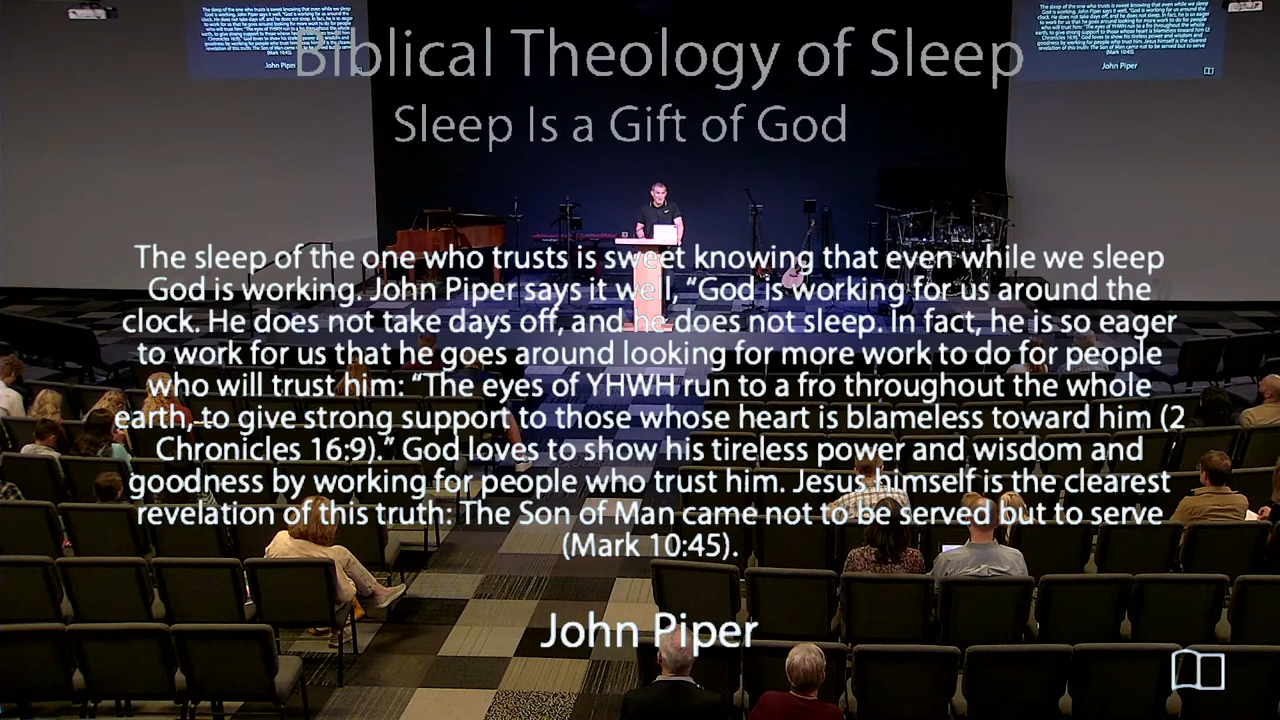 Biblical Theology of Sleep
Sleep Is a Gift of God
The sleep of the one who trusts is sweet knowing that even while we sleep
God is working. John Piper says it well, “God is working for us around the
clock. He does not take days off, and he does not sleep. In fact, he is so eager
to work for us that he goes around looking for more work to do for people
who will trust him: “The eyes of YHWH run to a fro throughout the whole
earth, to give strong support to those whose heart is blameless toward him (2
Chronicles 16:9).” God loves to show his tireless power and wisdom and
goodness by working for people who trust him. Jesus himself is the clearest
revelation of this truth: The Son of Man came not to be served but to serve
(Mark 10:45).
John Piper